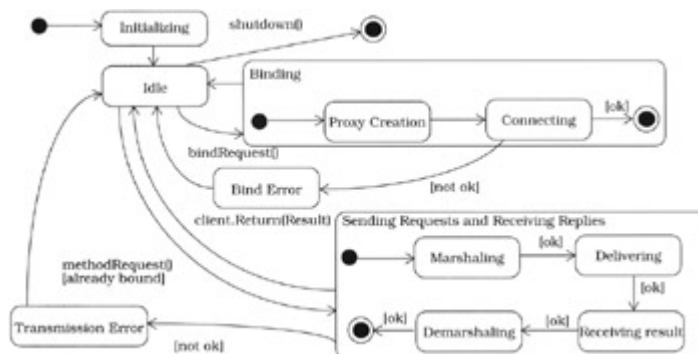 Initializing
shutdown()
Idle
Binding
Proxy Creation
Connecting
[ok]
bindRequest()
Bind Error
[not ok]
client.Return(Result)
Sending Requests and Receiving Replies
Marshaling
[ok]
Delivering
methodRequest()
[already bound]
[ok]
Transmission Error
[ok]
Demarshaling
[ok]
Receiving result
[not ok]